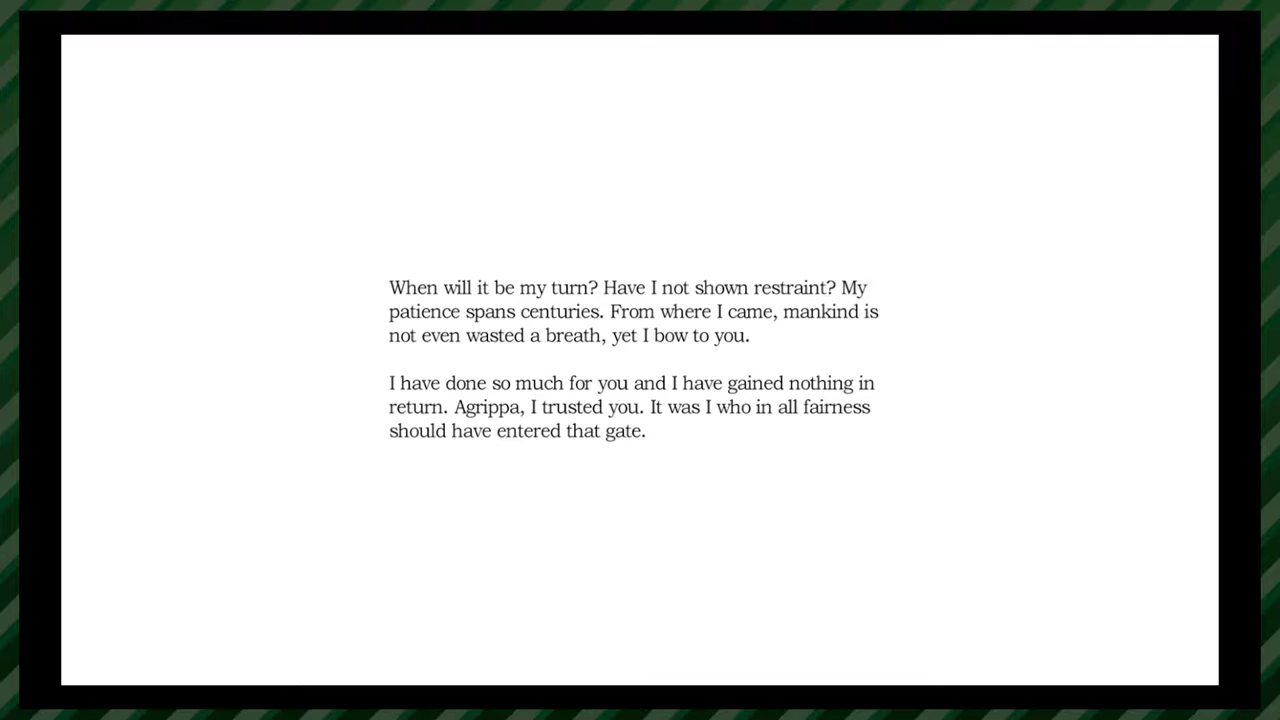 When will it be my turn? Have I not shown restraint? My
patience spans centuries. From where I came, mankind is
not even wasted a breath, yet I bow to you.
I have done so much for you and I have gained nothing in
return. Agrippa, I trusted you. It was I who in all fairness
should have entered that gate.